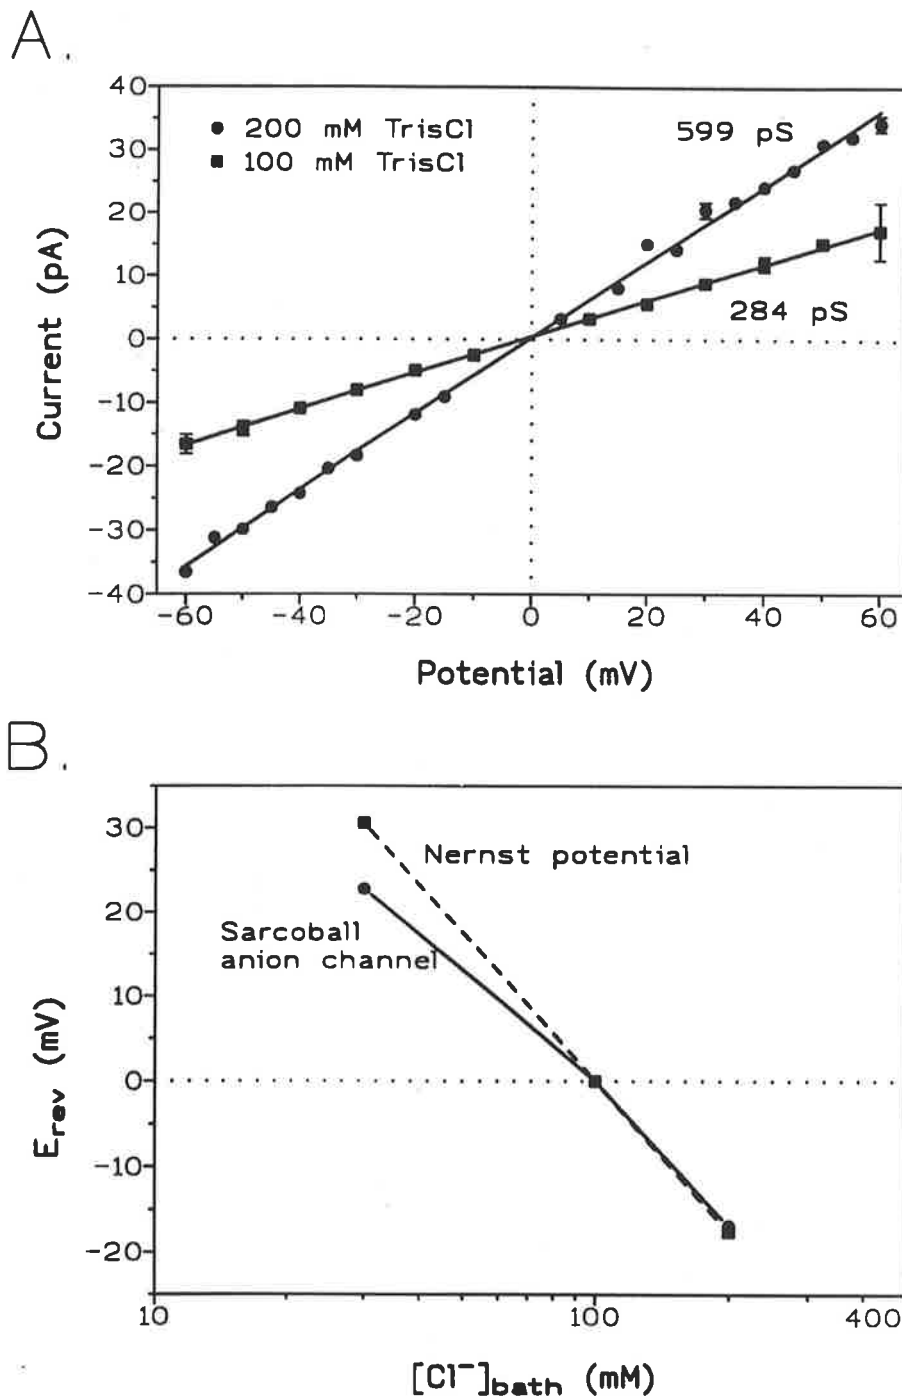 A.
40
30
20
10
0
-10
-20
-30
-40
Current (pA)
200 mM TrisCl
100 mM TrisCl
599 pS
284 pS
-60 -40 -20 0 20 40 60
Potential (mV)
B.
30
20
10
0
-10
-20
E_rev (mV)
Nernst potential
Sarcoball
anion channel
10 100 400
[Cl⁻]bath (mM)